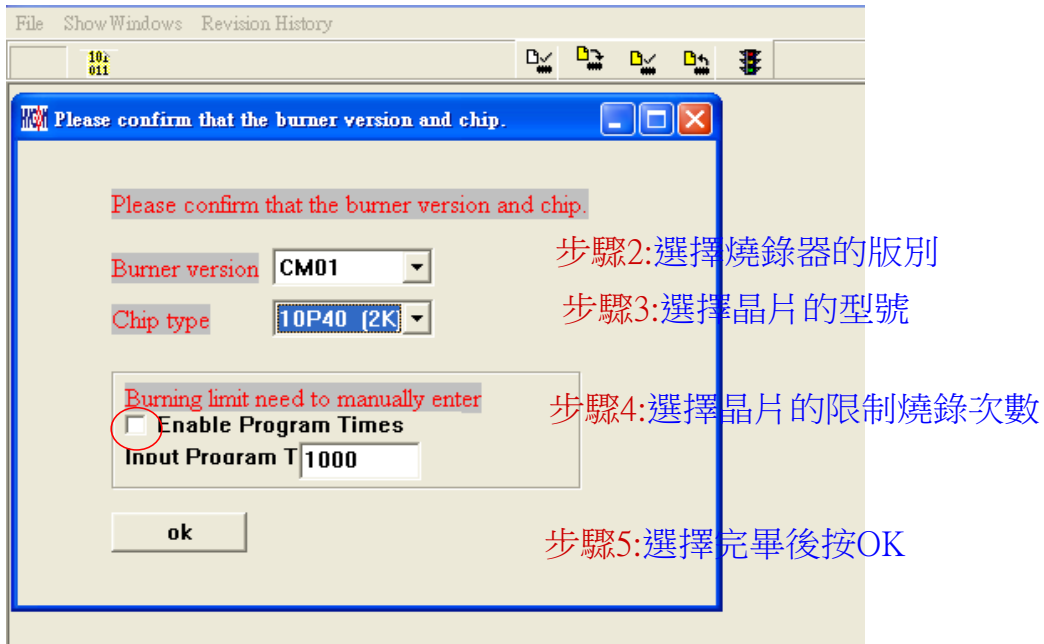 File Show Windows Revision History
101
011
Please confirm that the burner version and chip.
Please confirm that the burner version and chip.
Burner version CM01
步驟2:選擇燒錄器的版別
Chip type 10P40 (2K)
步驟3:選擇晶片的型號
Burning limit need to manually enter
Enable Program Times
步驟4:選擇晶片的限制燒錄次數
Input Program T 1000
ok
步驟5:選擇完畢後按OK